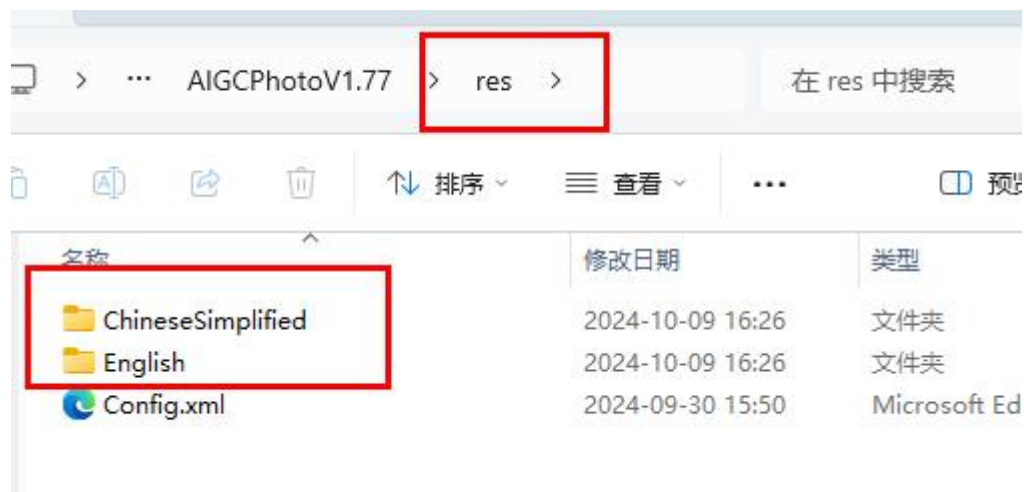 > ··· AIGCPhotoV1.77 > res > 在 res 中搜索
排序 查看 ···
名称 修改日期 类型
ChineseSimplified 2024-10-09 16:26 文件夹
English 2024-10-09 16:26 文件夹
Config.xml 2024-09-30 15:50 Microsoft Ed